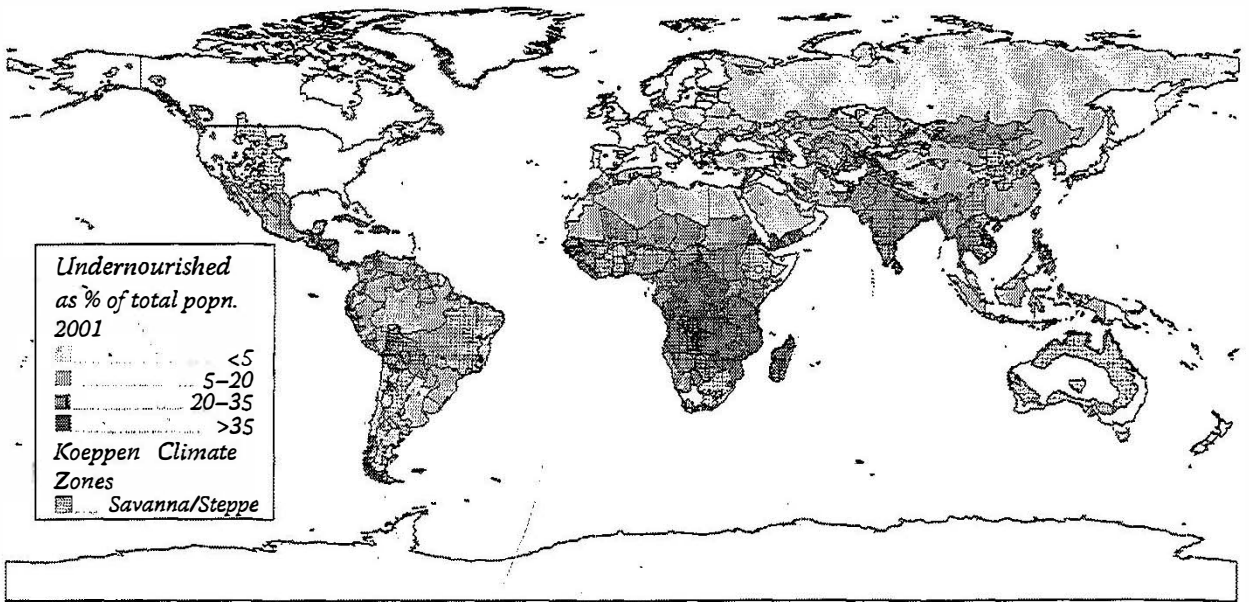 Undernourished
as % of total popn.
2001
<5
5–20
20–35
>35
Koeppen Climate
Zones
Savanna/Steppe